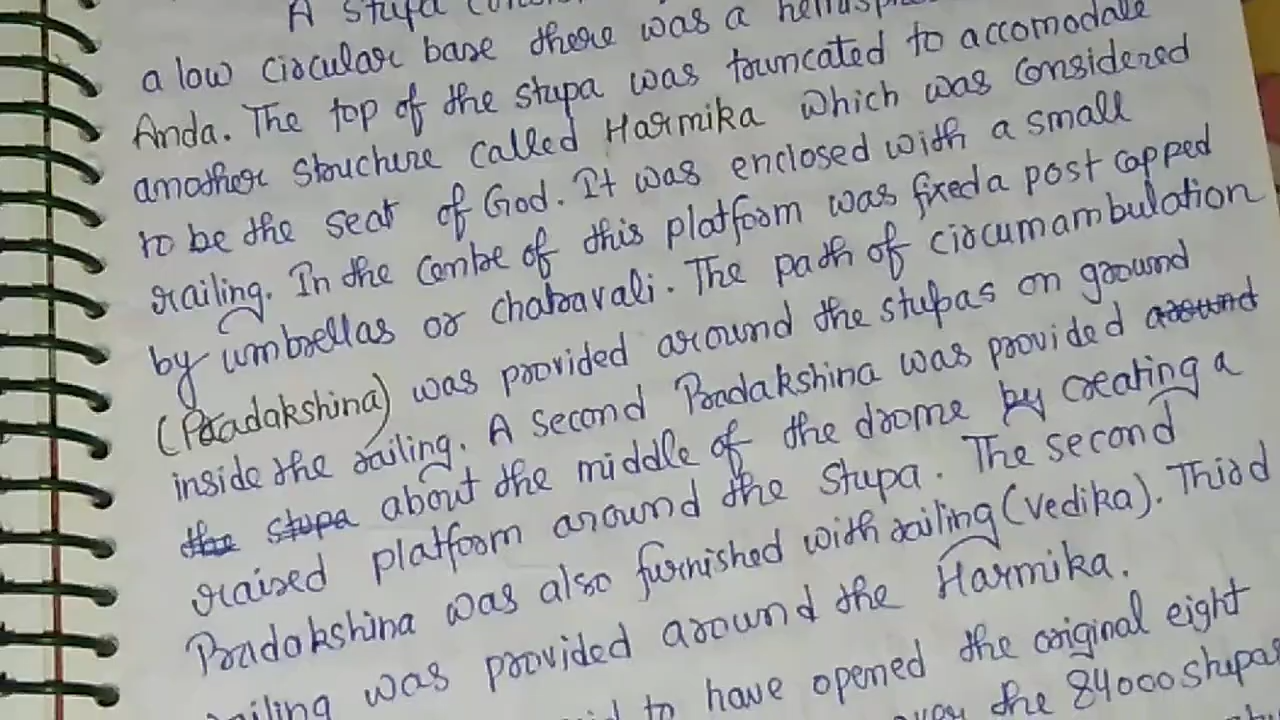 A stupa
a low circular base there was a
Anda. The top of the stupa was truncated to accomodate
another structure called Harmika which was considered
to be the seat of God. It was enclosed with a small
railing. In the centre of this platform was fixed a post capped
by umbrellas or chatravali. The path of circumambulation
(Pradakshina) was provided around the stupas on ground
inside the railing. A second Pradakshina was provided around
the stupa about the middle of the drome by creating a
raised platform around the Stupa. The second
Pradakshina was also furnished with railing (vedika). Third
railing was provided around the Harmika.
to have opened the original eight
the 84000 stupas